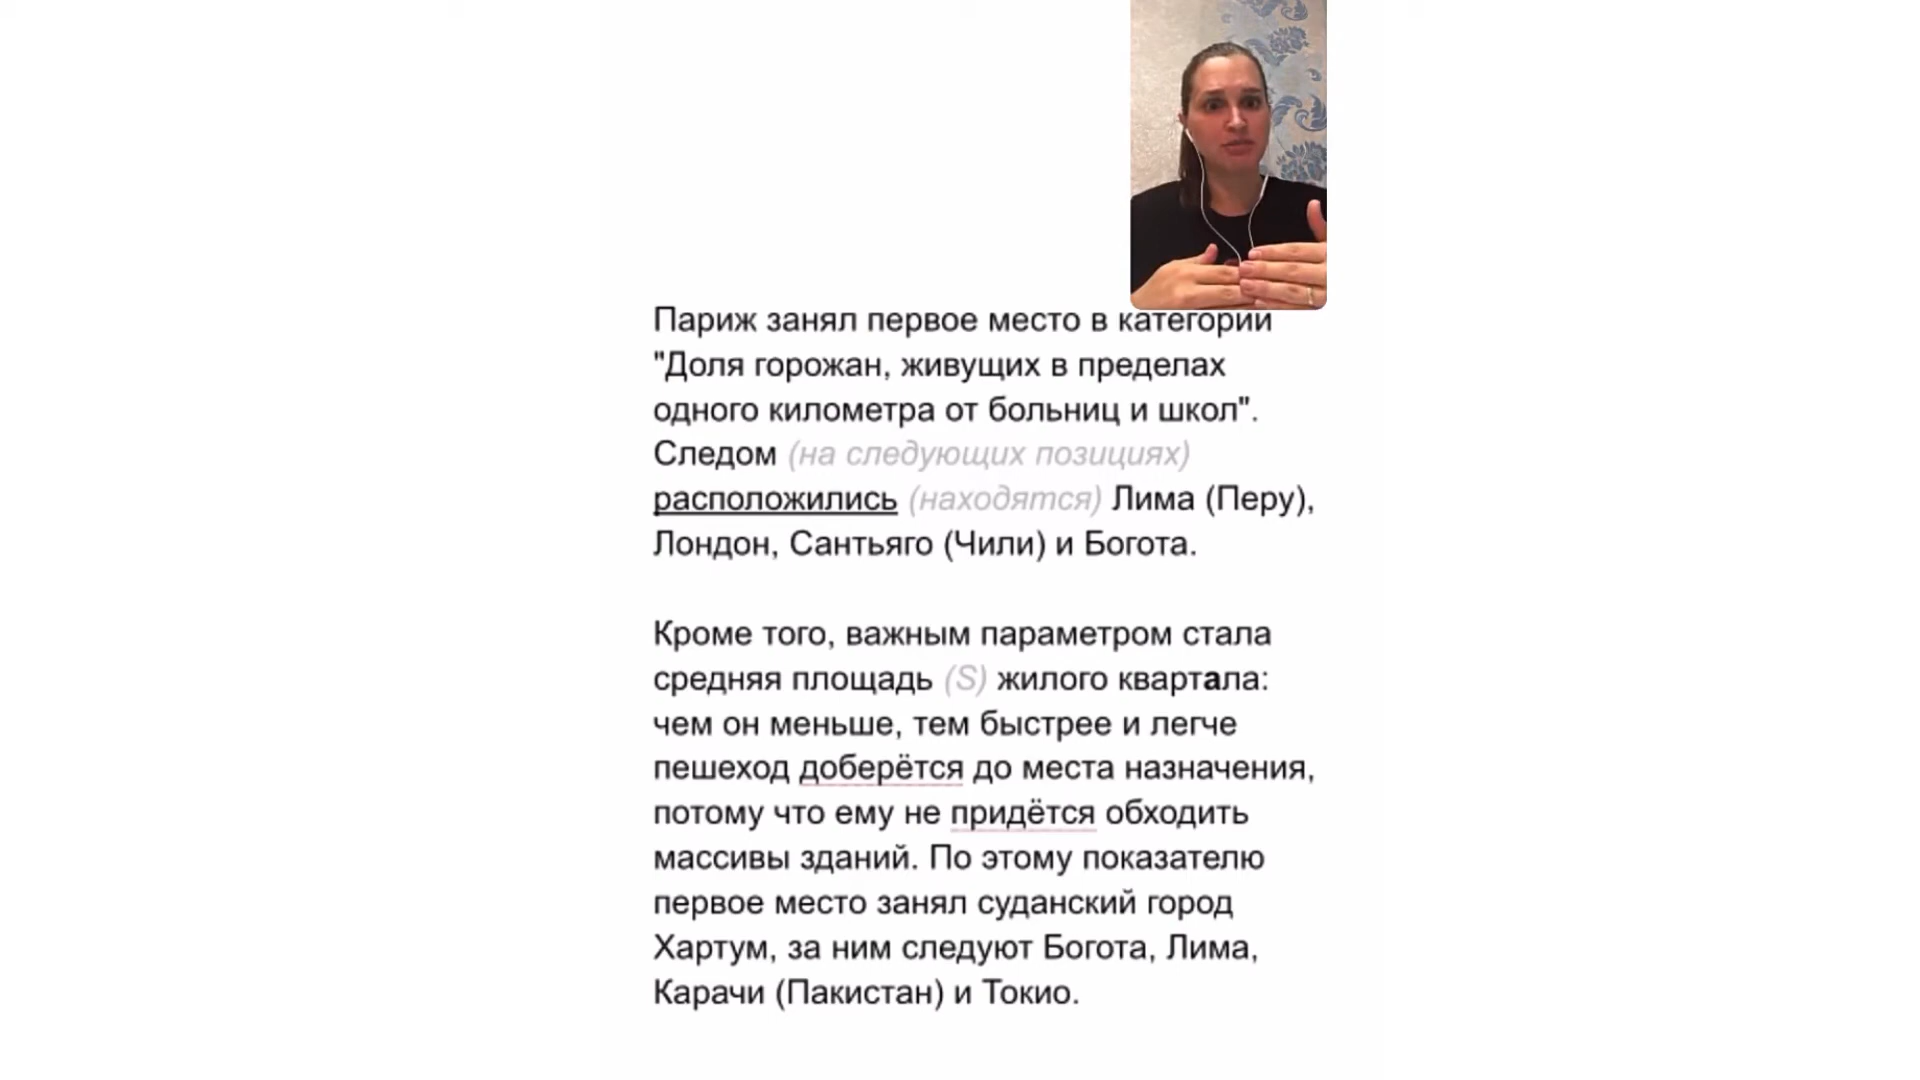 Париж занял первое место в категории
"Доля горожан, живущих в пределах
одного километра от больниц и школ".
Следом (на следующих позициях)
расположились (находятся) Лима (Перу),
Лондон, Сантьяго (Чили) и Богота.
Кроме того, важным параметром стала
средняя площадь (S) жилого квартала:
чем он меньше, тем быстрее и легче
пешеход доберётся до места назначения,
потому что ему не придётся обходить
массивы зданий. По этому показателю
первое место занял суданский город
Хартум, за ним следуют Богота, Лима,
Карачи (Пакистан) и Токио.